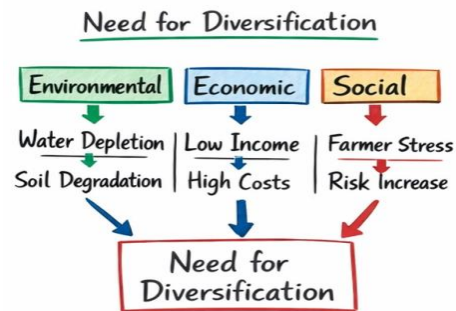 Need for Diversification
Environmental Economic Social
Water Depletion Low Income Farmer Stress
Soil Degradation High Costs Risk Increase
Need for
Diversification